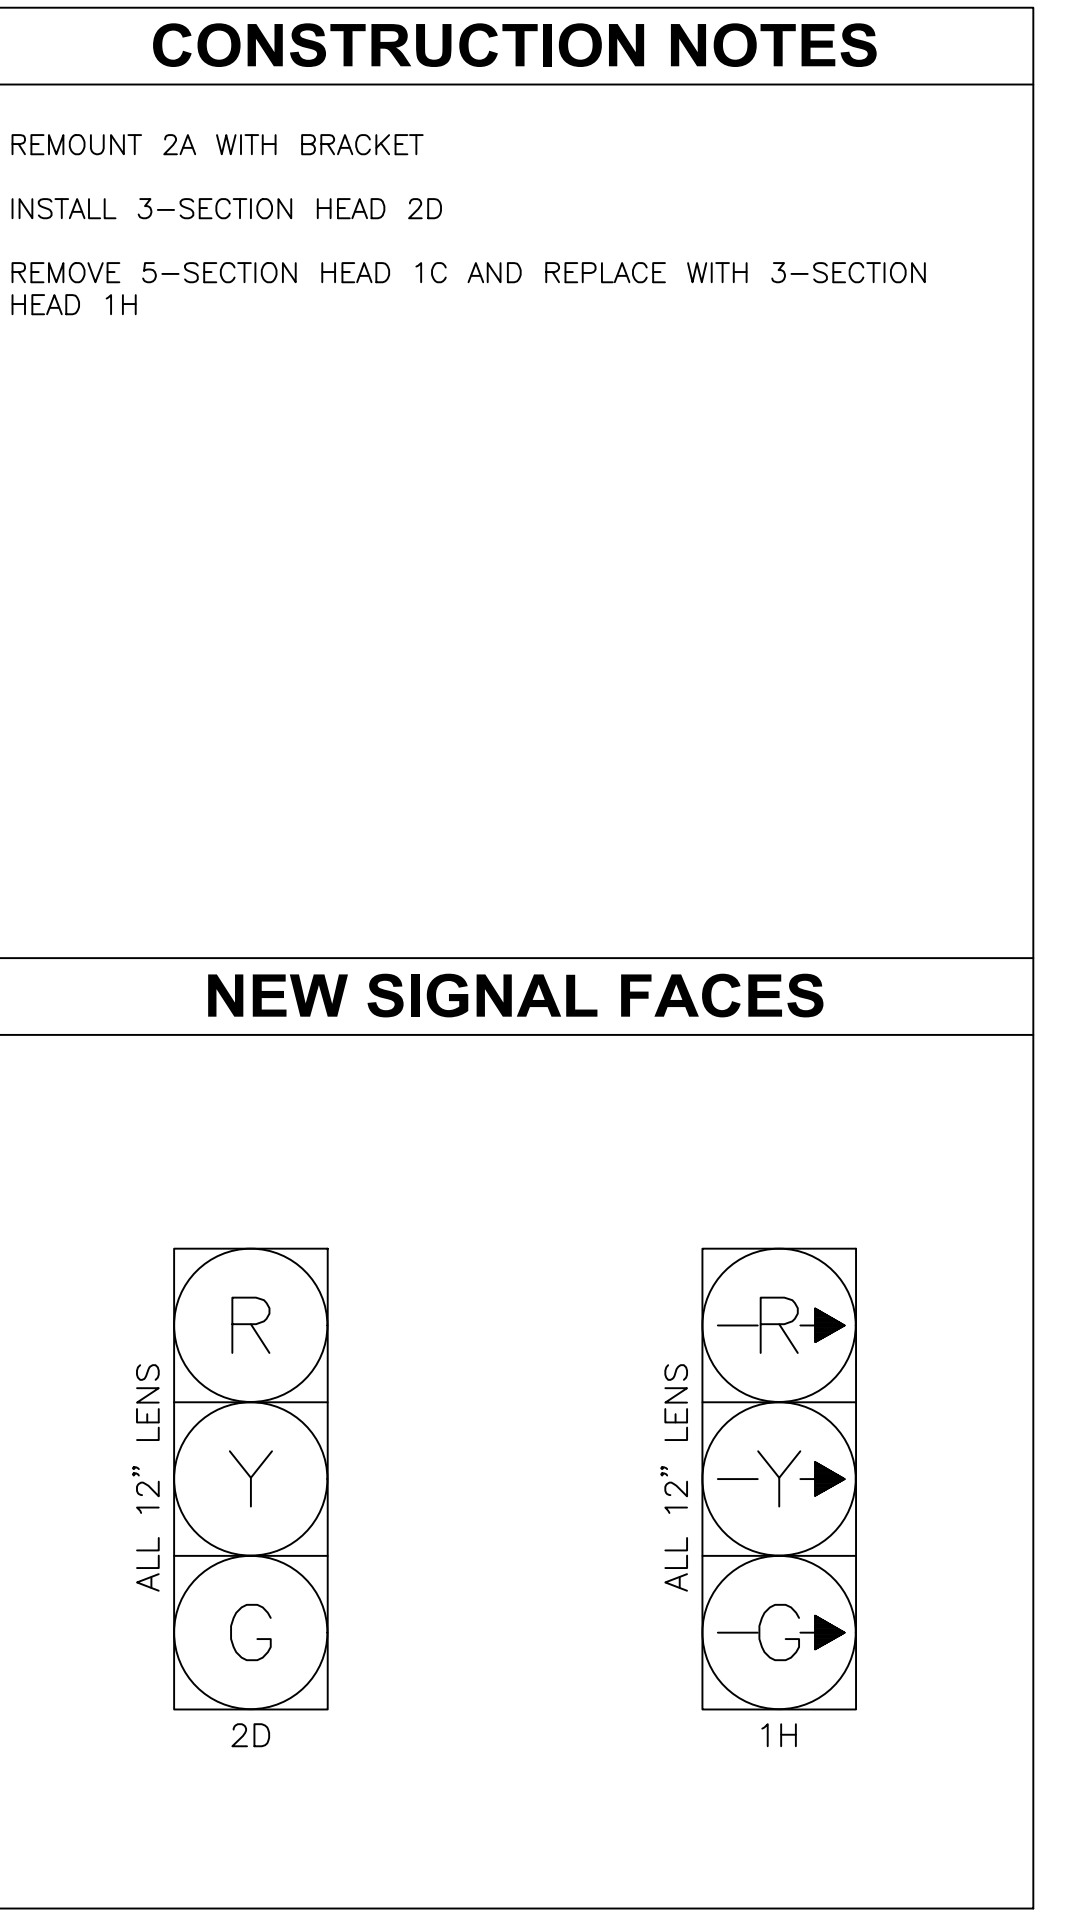 CONSTRUCTION NOTES
REMOUNT 2A WITH BRACKET
INSTALL 3-SECTION HEAD 2D
REMOVE 5-SECTION HEAD 1C AND REPLACE WITH 3-SECTION
HEAD 1H
NEW SIGNAL FACES
ALL 12" LENS
R
Y
G
2D
ALL 12" LENS
R
Y
G
1H